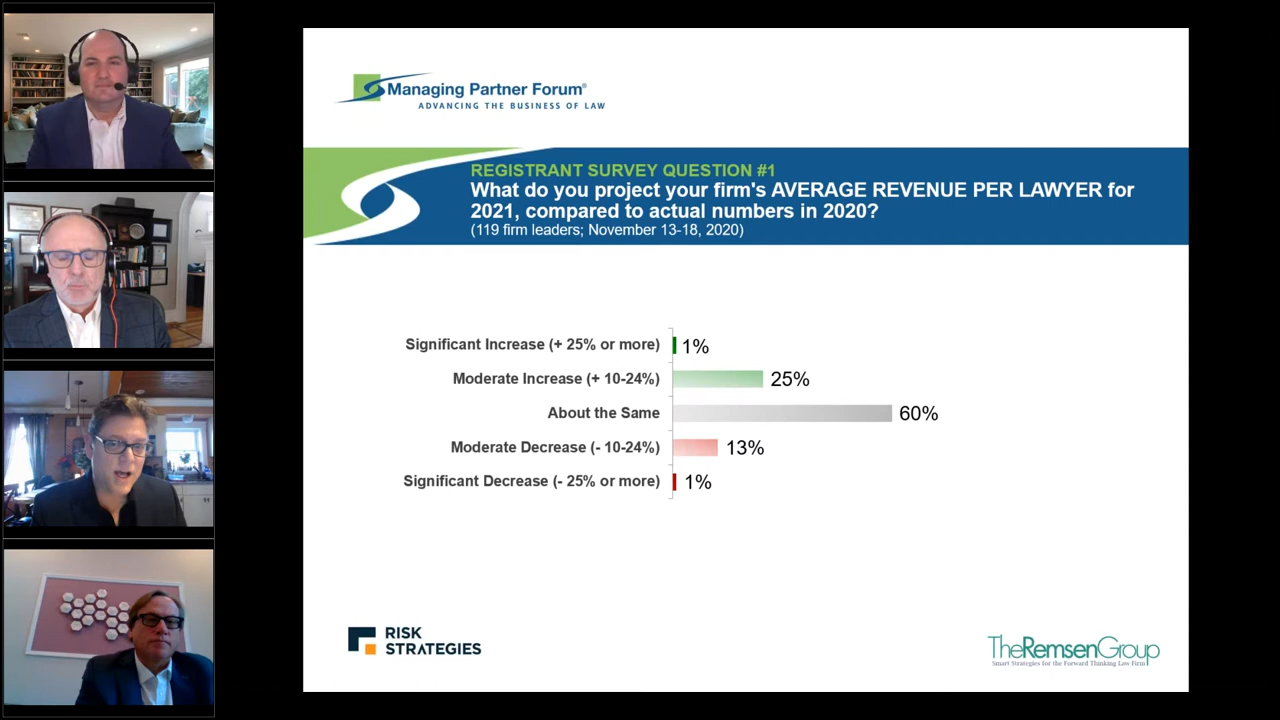 Managing Partner Forum®
ADVANCING THE BUSINESS OF LAW
REGISTRANT SURVEY QUESTION #1
What do you project your firm's AVERAGE REVENUE PER LAWYER for
2021, compared to actual numbers in 2020?
(119 firm leaders; November 13-18, 2020)
Significant Increase (+ 25% or more) 1%
Moderate Increase (+ 10-24%) 25%
About the Same 60%
Moderate Decrease (- 10-24%) 13%
Significant Decrease (- 25% or more) 1%
RISK
STRATEGIES
TheRemsenGroup
Smart Strategies for the Forward Thinking Law Firm